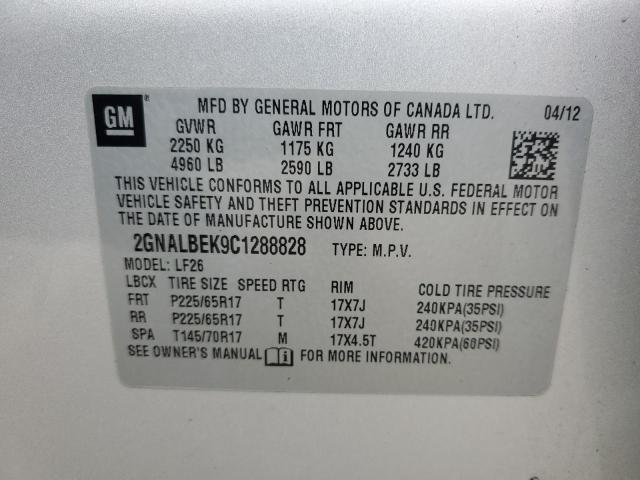 GM
MFD BY GENERAL MOTORS OF CANADA LTD. 04/12
GVWR GAWR FRT GAWR RR
2250 KG 1175 KG 1240 KG
4960 LB 2590 LB 2733 LB
THIS VEHICLE CONFORMS TO ALL APPLICABLE U.S. FEDERAL MOTOR
VEHICLE SAFETY AND THEFT PREVENTION STANDARDS IN EFFECT ON
THE DATE OF MANUFACTURE SHOWN ABOVE.
2GNALBEK9C1288828 TYPE: M.P.V.
MODEL: LF26
LBCX TIRE SIZE SPEED RTG RIM COLD TIRE PRESSURE
FRT P225/65R17 T 17X7J 240KPA(35PSI)
RR P225/65R17 T 17X7J 240KPA(35PSI)
SPA T145/70R17 M 17X4.5T 420KPA(60PSI)
SEE OWNER'S MANUAL FOR MORE INFORMATION.